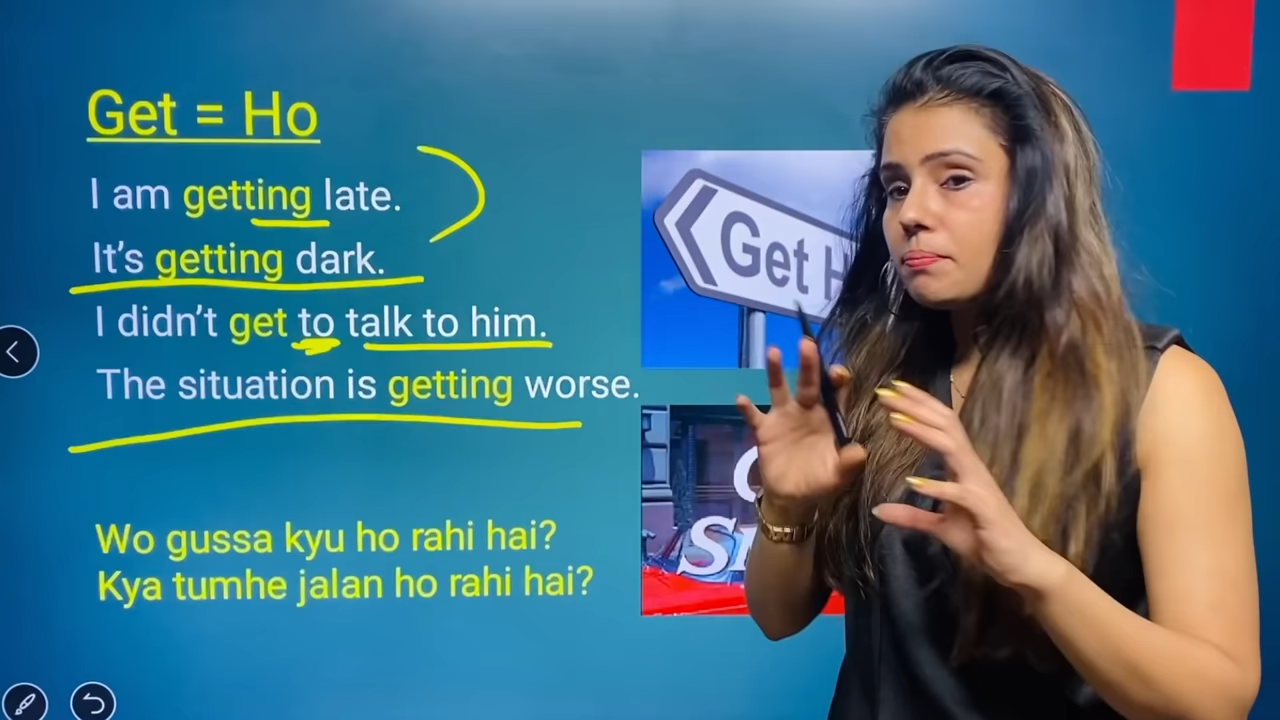 Get = Ho
I am getting late.
It's getting dark.
I didn't get to talk to him.
The situation is getting worse.
Wo gussa kyu ho rahi hai?
Kya tumhe jalan ho rahi hai?
Get